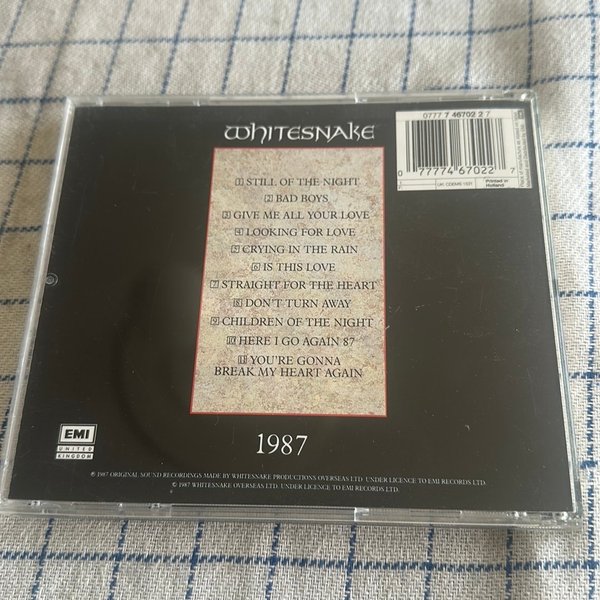 WHITESNAKE
0777 7 46702 2 7
0 77774 67022 7
UK: CDEMS 1531
Printed in
Holland
1 STILL OF THE NIGHT
2 BAD BOYS
3 GIVE ME ALL YOUR LOVE
4 LOOKING FOR LOVE
5 CRYING IN THE RAIN
6 IS THIS LOVE
7 STRAIGHT FOR THE HEART
8 DON'T TURN AWAY
9 CHILDREN OF THE NIGHT
10 HERE I GO AGAIN 87
11 YOU'RE GONNA
BREAK MY HEART AGAIN
1987
EMI
UNITED
KINGDOM
℗ 1987 ORIGINAL SOUND RECORDINGS MADE BY WHITESNAKE PRODUCTIONS OVERSEAS LTD. UNDER LICENCE TO EMI RECORDS LTD.
© 1987 WHITESNAKE OVERSEAS LTD. UNDER LICENCE TO EMI RECORDS LTD.